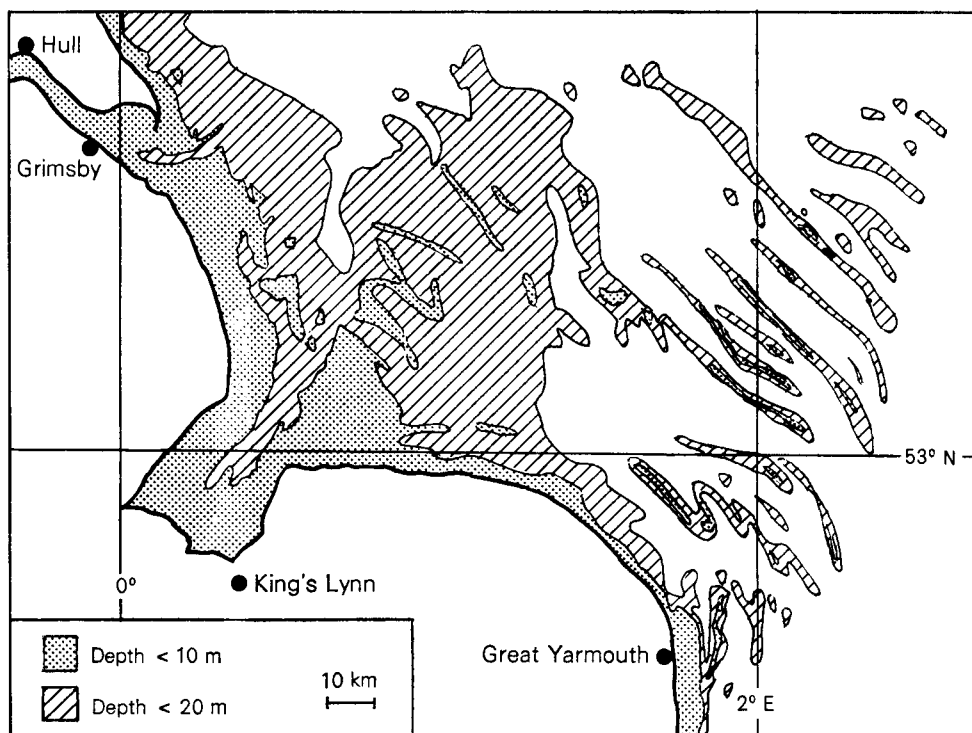 Hull
Grimsby
53° N
0°
King's Lynn
Depth < 10 m
Great Yarmouth
10 km
Depth < 20 m
2° E